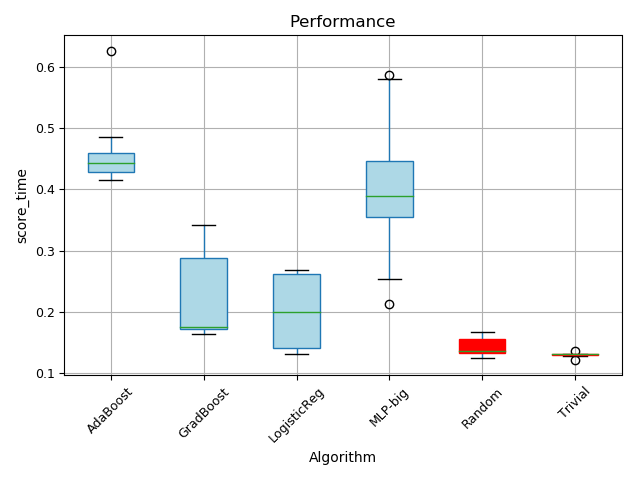 Performance
score_time
0.6
0.5
0.4
0.3
0.2
0.1
AdaBoost
GradBoost
LogisticReg
MLP-big
Random
Trivial
Algorithm